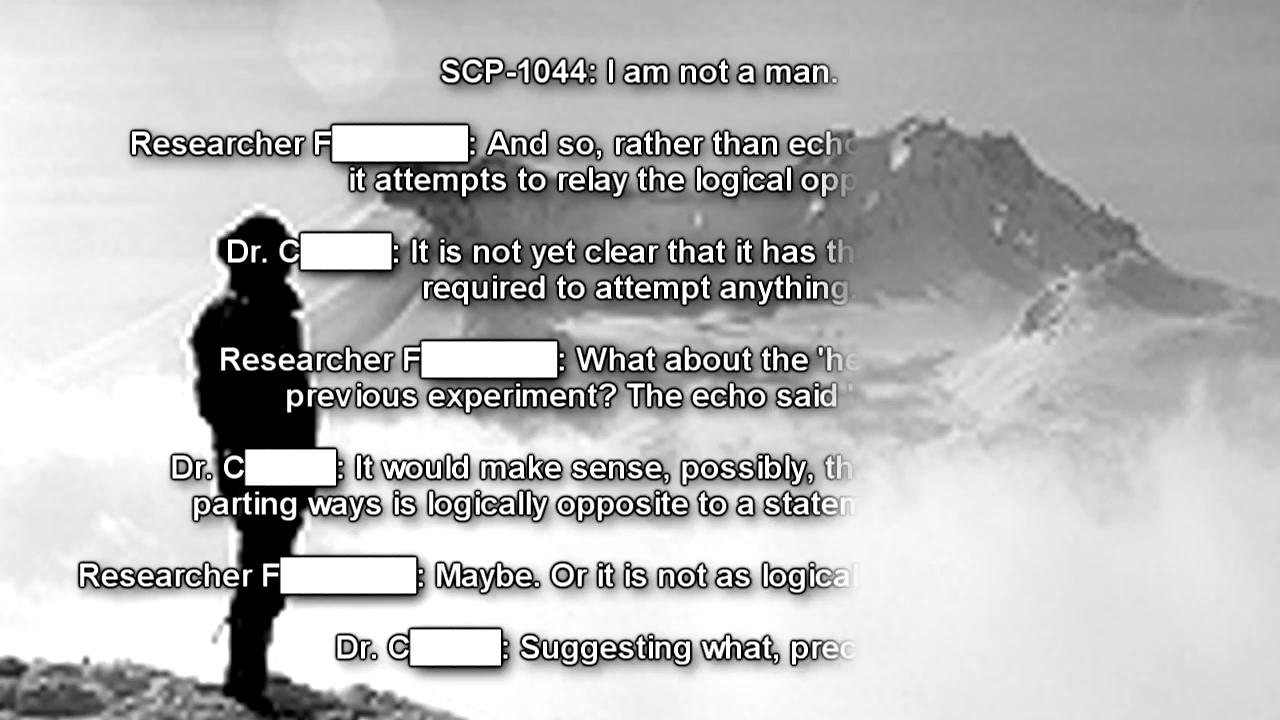 SCP-1044: I am not a man.
Researcher F : And so, rather than echo
it attempts to relay the logical opp
Dr. C : It is not yet clear that it has th
required to attempt anything.
Researcher F : What about the 'he
previous experiment? The echo said '
Dr. C : It would make sense, possibly, th
parting ways is logically opposite to a statem
Researcher F : Maybe. Or it is not as logical
Dr. C : Suggesting what, prec